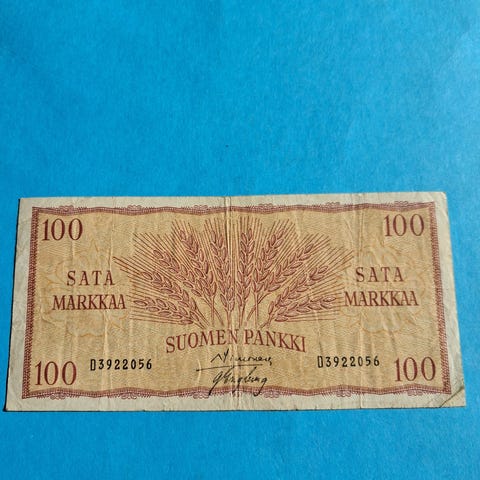 100 100
SATA SATA
MARKKAA MARKKAA
SUOMEN PANKKI
D3922056 D3922056
100 100